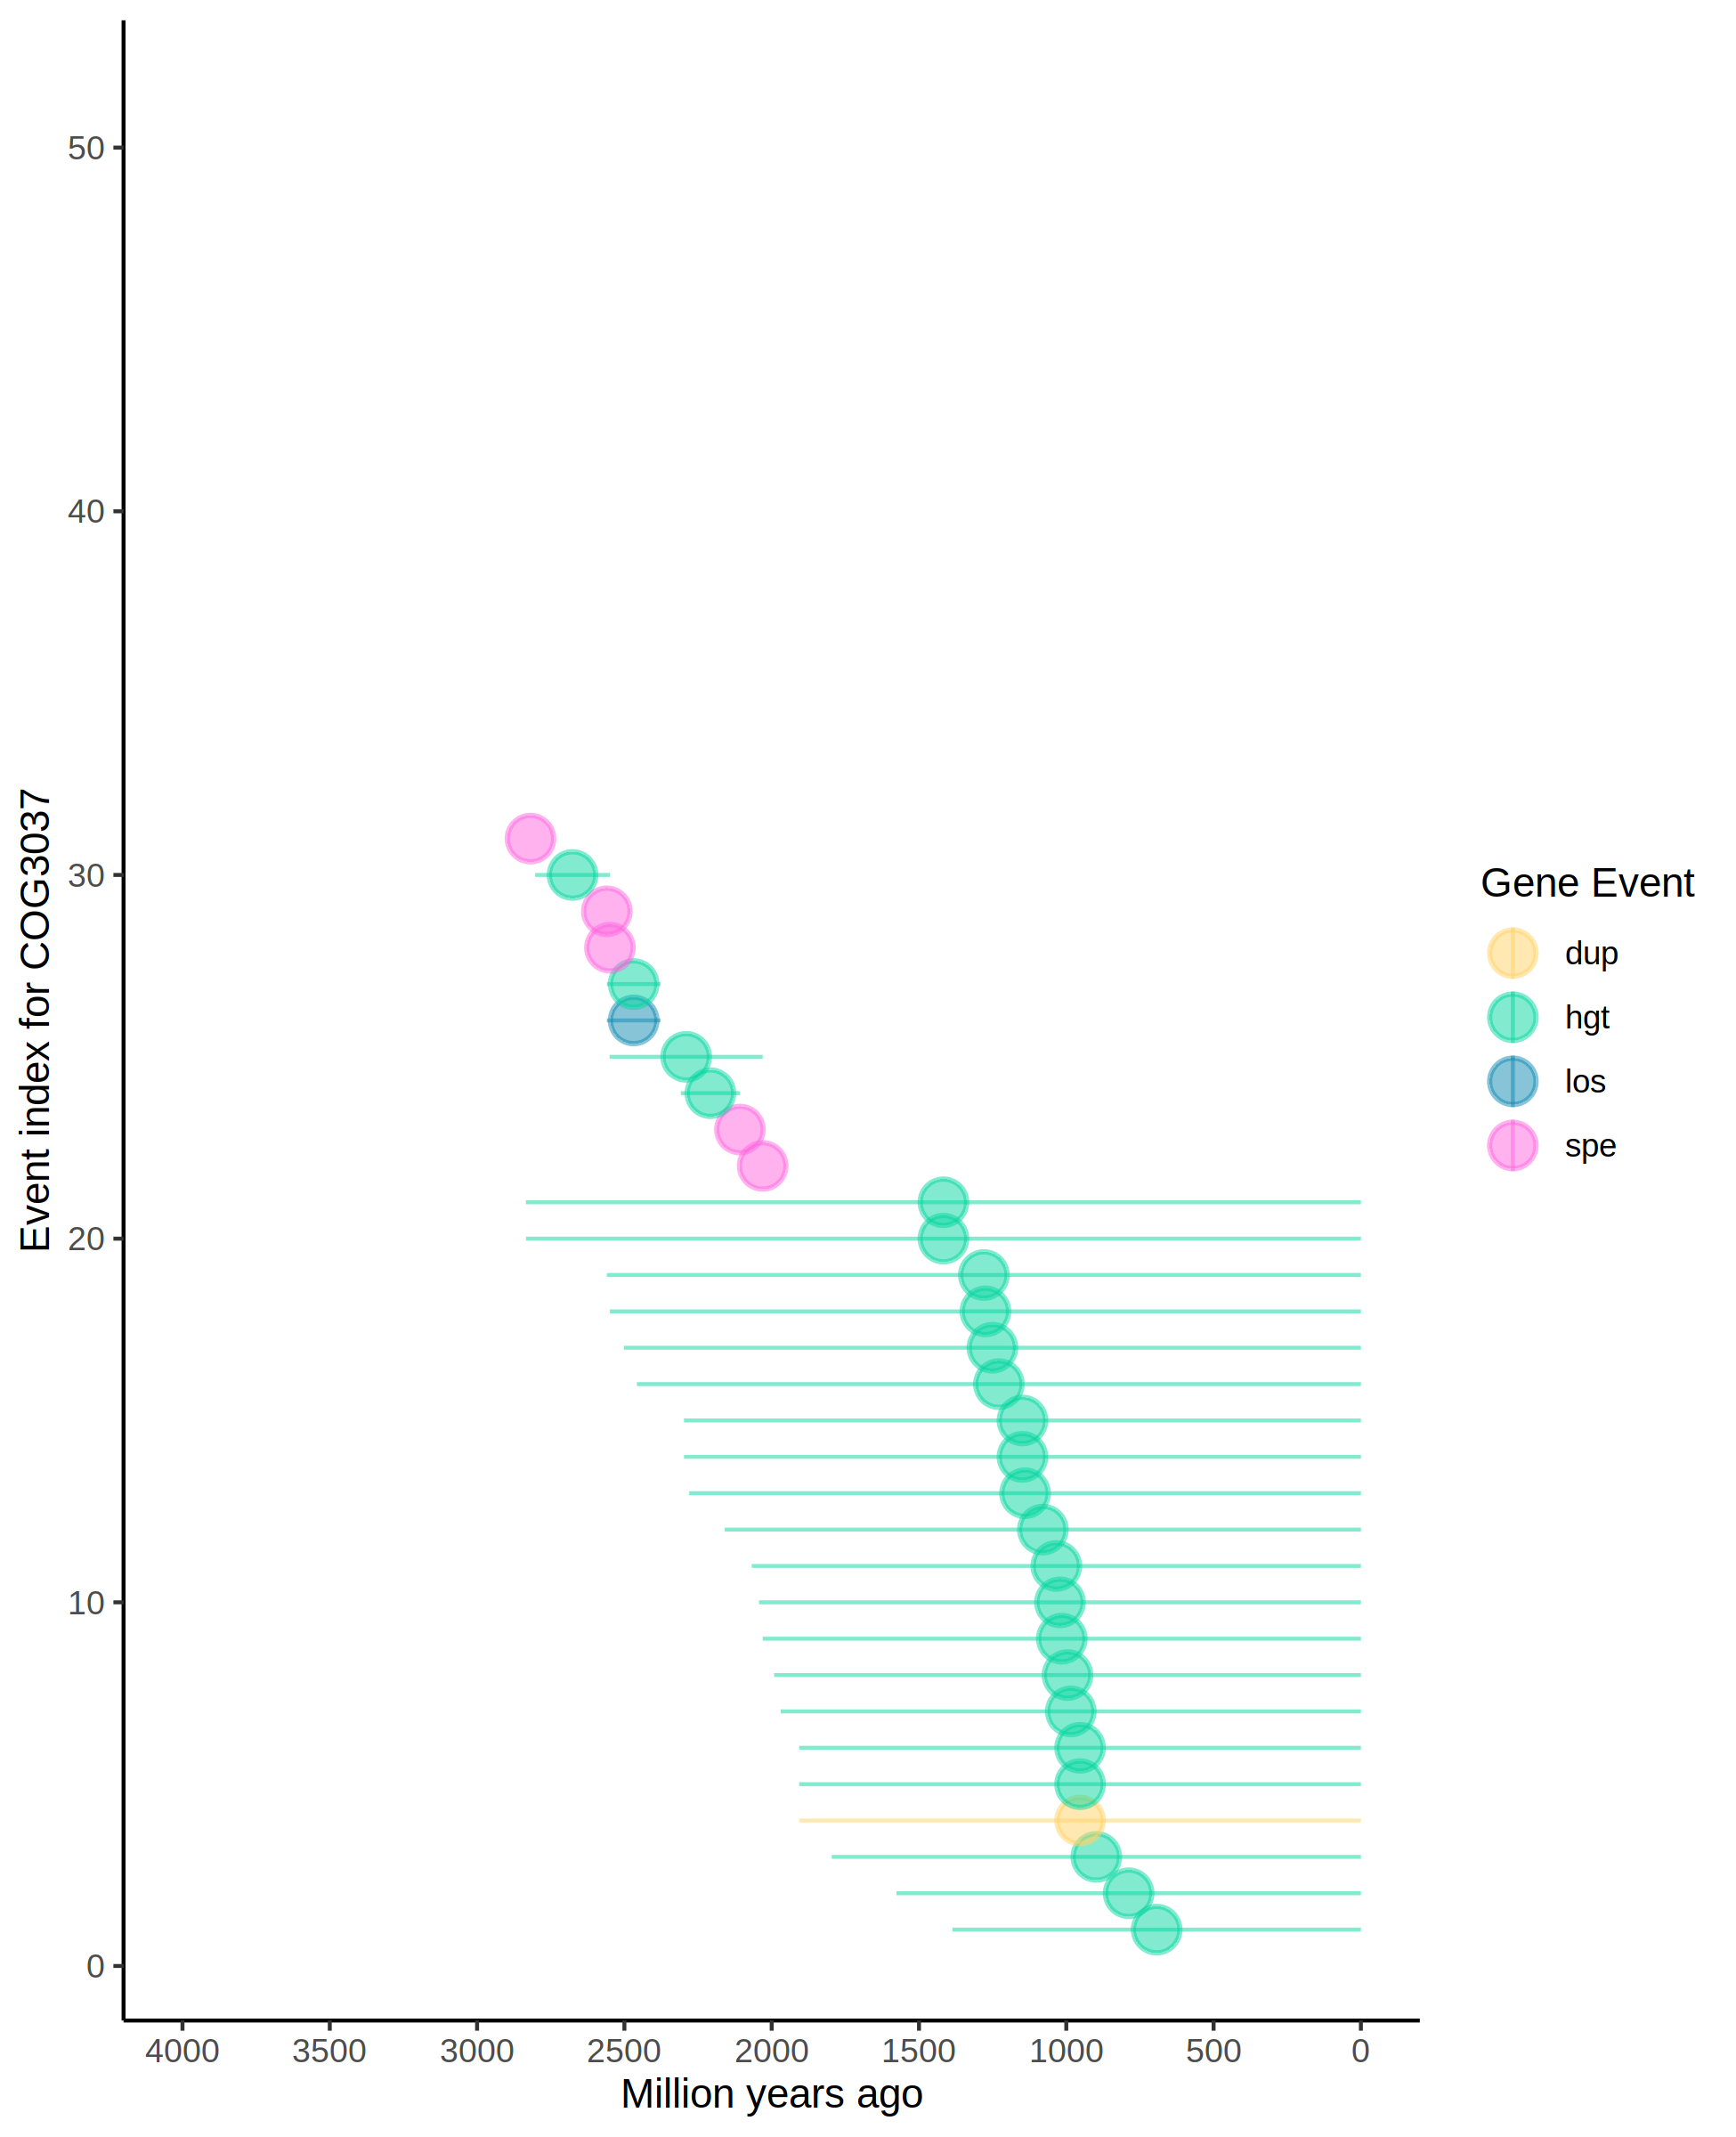 50
40
30
20
10
0
Event index for COG3037
4000 3500 3000 2500 2000 1500 1000 500 0
Million years ago
Gene Event
dup
hgt
los
spe